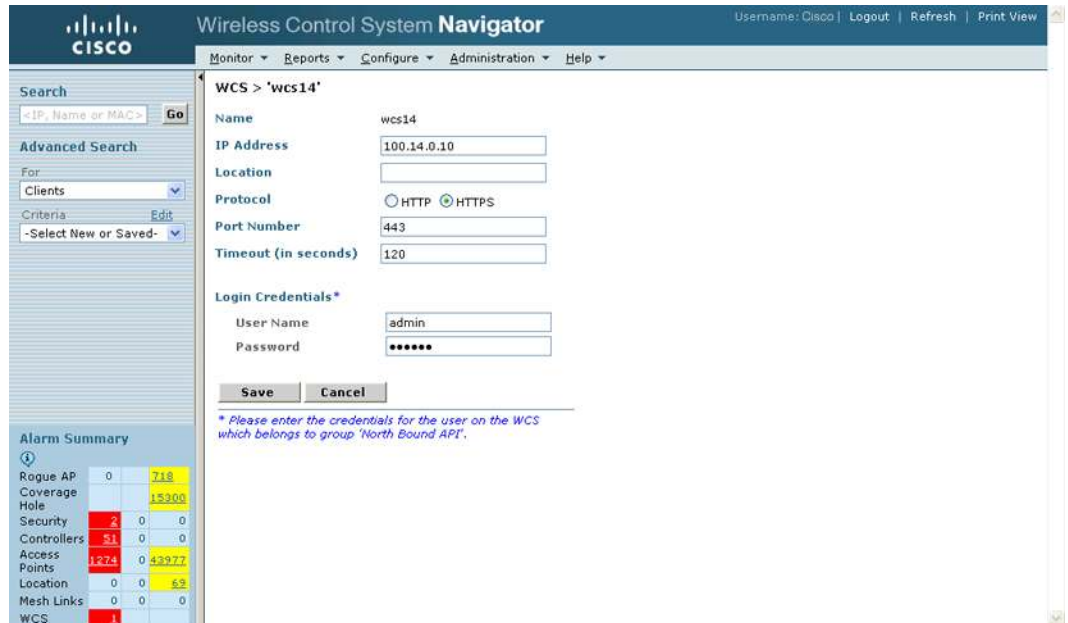 CISCO
Wireless Control System Navigator
Username: Cisco | Logout | Refresh | Print View
Monitor Reports Configure Administration Help
Search
<IP, Name or MAC> Go
Advanced Search
For
Clients
Criteria Edit
-Select New or Saved-
WCS > 'wcs14'
Name wcs14
IP Address 100.14.0.10
Location
Protocol HTTP HTTPS
Port Number 443
Timeout (in seconds) 120
Login Credentials*
User Name admin
Password ••••••
Save Cancel
* Please enter the credentials for the user on the WCS
which belongs to group 'North Bound API'.
Alarm Summary
Rogue AP 0 718
Coverage
Hole 15300
Security 2 0 0
Controllers 51 0 0
Access
Points 1274 0 43977
Location 0 0 69
Mesh Links 0 0 0
WCS 1